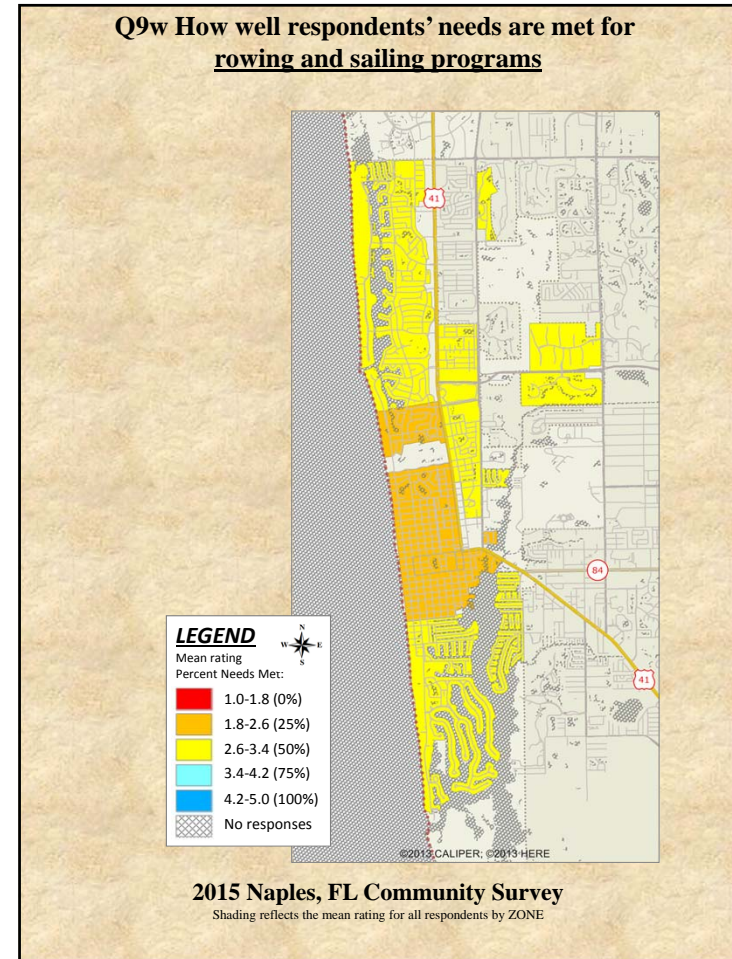 Q9w How well respondents' needs are met for
rowing and sailing programs
41
84
41
LEGEND
N
W E
S
Mean rating
Percent Needs Met:
1.0-1.8 (0%)
1.8-2.6 (25%)
2.6-3.4 (50%)
3.4-4.2 (75%)
4.2-5.0 (100%)
No responses
©2013 CALIPER; ©2013 HERE
2015 Naples, FL Community Survey
Shading reflects the mean rating for all respondents by ZONE